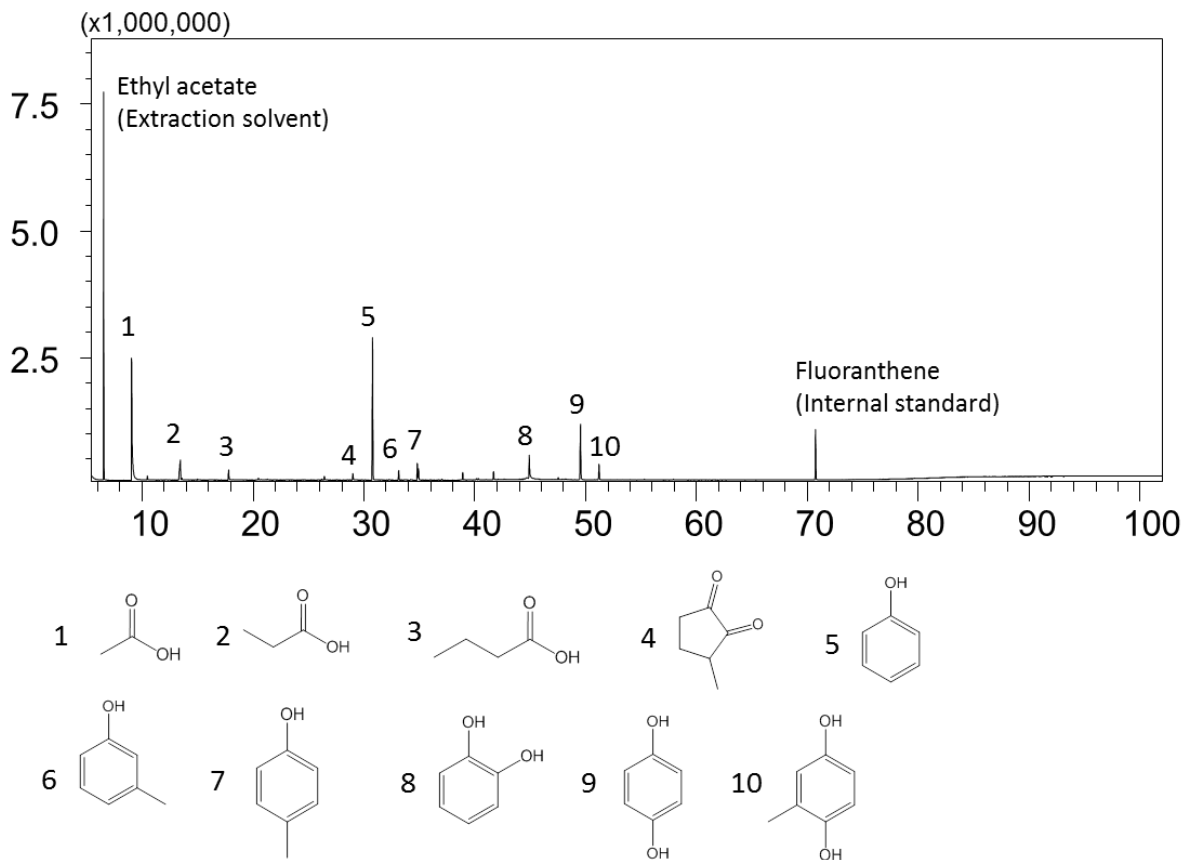 (x1,000,000)
Ethyl acetate
(Extraction solvent)
7.5
5.0
2.5
1
2
3
4
5
6
7
8
9
10
Fluoranthene
(Internal standard)
10 20 30 40 50 60 70 80 90 100
1 O OH
2 O OH
3 O OH
4 O O
5 OH
6 OH
7 OH
8 OH OH
9 OH OH
10 OH OH